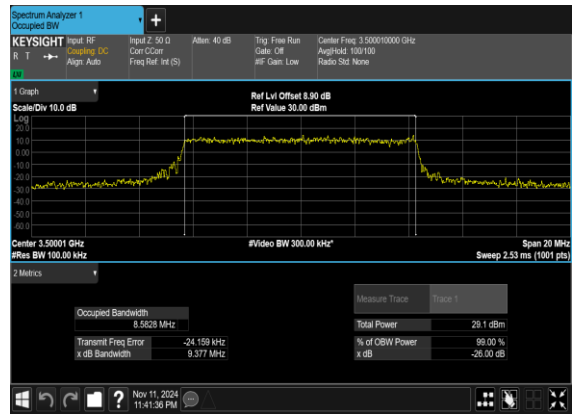 Spectrum Analyzer 1
Occupied BW
+
KEYSIGHT Input: RF Input Z: 50 Ω Atten: 40 dB Trig: Free Run Center Freq: 3.500010000 GHz
R T Coupling: DC Corr CCorr Gate: Off Avg|Hold: 100/100
Align: Auto Freq Ref: Int (S) #IF Gain: Low Radio Std: None
1 Graph
Ref Lvl Offset 8.90 dB
Scale/Div 10.0 dB Ref Value 30.00 dBm
Log
20.0
10.0
0.00
-10.0
-20.0
-30.0
-40.0
-50.0
-60.0
Center 3.50001 GHz #Video BW 300.00 kHz* Span 20 MHz
#Res BW 100.00 kHz Sweep 2.53 ms (1001 pts)
2 Metrics
Measure Trace Trace 1
Occupied Bandwidth
8.5828 MHz Total Power 29.1 dBm
Transmit Freq Error -24.159 kHz % of OBW Power 99.00 %
x dB Bandwidth 9.377 MHz x dB -26.00 dB
? Nov 11, 2024
11:41:36 PM